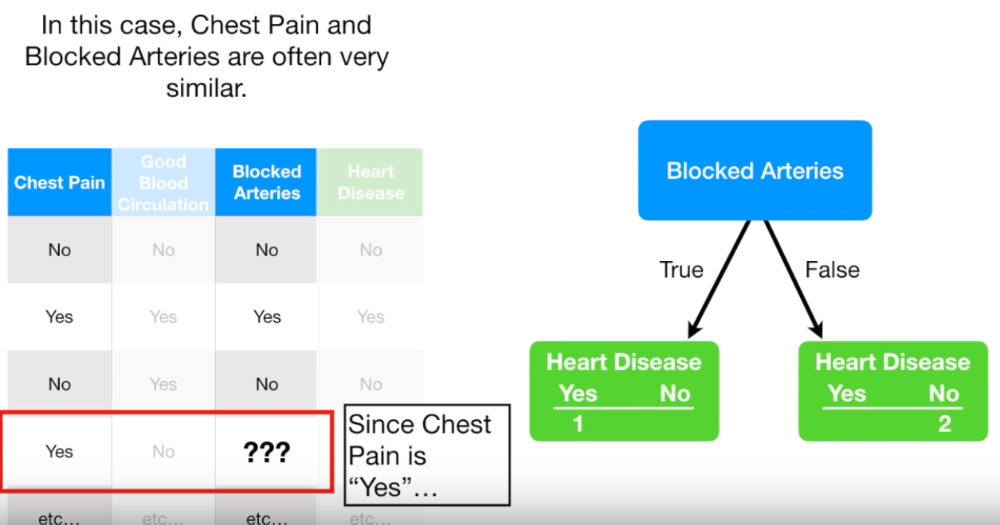 In this case, Chest Pain and
Blocked Arteries are often very
similar.
Chest Pain Good Blood Circulation Blocked Arteries Heart Disease
No No No No
Yes Yes Yes Yes
No Yes No No
Yes No ???
etc... etc... etc... etc...
Since Chest
Pain is
“Yes”...
Blocked Arteries
True False
Heart Disease
Yes No
1
Heart Disease
Yes No
2